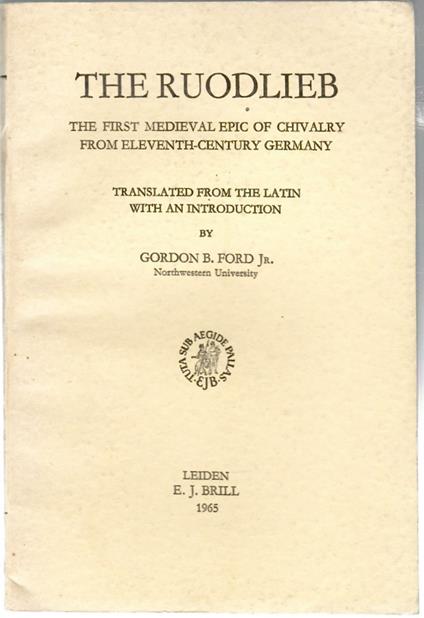 THE RUODLIEB
THE FIRST MEDIEVAL EPIC OF CHIVALRY
FROM ELEVENTH-CENTURY GERMANY
TRANSLATED FROM THE LATIN
WITH AN INTRODUCTION
BY
GORDON B. FORD Jr.
Northwestern University
TUTA SUB AEGIDE PALLAS
·EJB·
LEIDEN
E. J. BRILL
1965